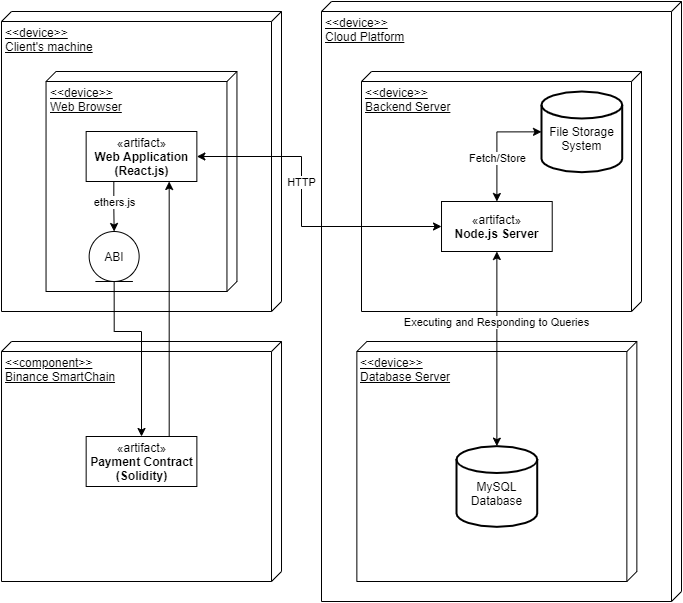 <<device>>
Client's machine
<<device>>
Web Browser
«artifact»
Web Application
(React.js)
ethers.js
ABI
HTTP
<<component>>
Binance SmartChain
«artifact»
Payment Contract
(Solidity)
<<device>>
Cloud Platform
<<device>>
Backend Server
File Storage
System
Fetch/Store
«artifact»
Node.js Server
Executing and Responding to Queries
<<device>>
Database Server
MySQL
Database